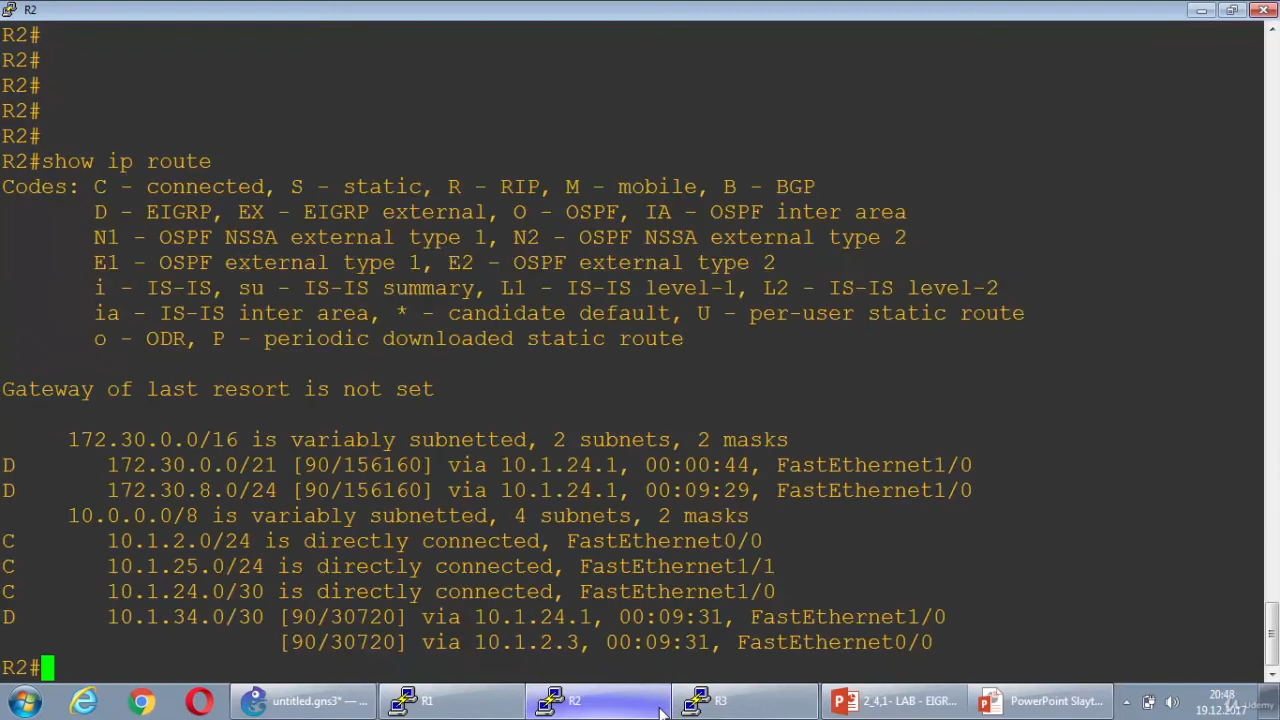 R2
R2#
R2#
R2#
R2#
R2#
R2#show ip route
Codes: C - connected, S - static, R - RIP, M - mobile, B - BGP
D - EIGRP, EX - EIGRP external, O - OSPF, IA - OSPF inter area
N1 - OSPF NSSA external type 1, N2 - OSPF NSSA external type 2
E1 - OSPF external type 1, E2 - OSPF external type 2
i - IS-IS, su - IS-IS summary, L1 - IS-IS level-1, L2 - IS-IS level-2
ia - IS-IS inter area, * - candidate default, U - per-user static route
o - ODR, P - periodic downloaded static route
Gateway of last resort is not set
172.30.0.0/16 is variably subnetted, 2 subnets, 2 masks
D 172.30.0.0/21 [90/156160] via 10.1.24.1, 00:00:44, FastEthernet1/0
D 172.30.8.0/24 [90/156160] via 10.1.24.1, 00:09:29, FastEthernet1/0
10.0.0.0/8 is variably subnetted, 4 subnets, 2 masks
C 10.1.2.0/24 is directly connected, FastEthernet0/0
C 10.1.25.0/24 is directly connected, FastEthernet1/1
C 10.1.24.0/30 is directly connected, FastEthernet1/0
D 10.1.34.0/30 [90/30720] via 10.1.24.1, 00:09:31, FastEthernet1/0
[90/30720] via 10.1.2.3, 00:09:31, FastEthernet0/0
R2#
untitled.gns3* — ... R1 R2 R3 2_4,1- LAB - EIGR... PowerPoint Slayt... 20:48
19.12.2017
Udemy